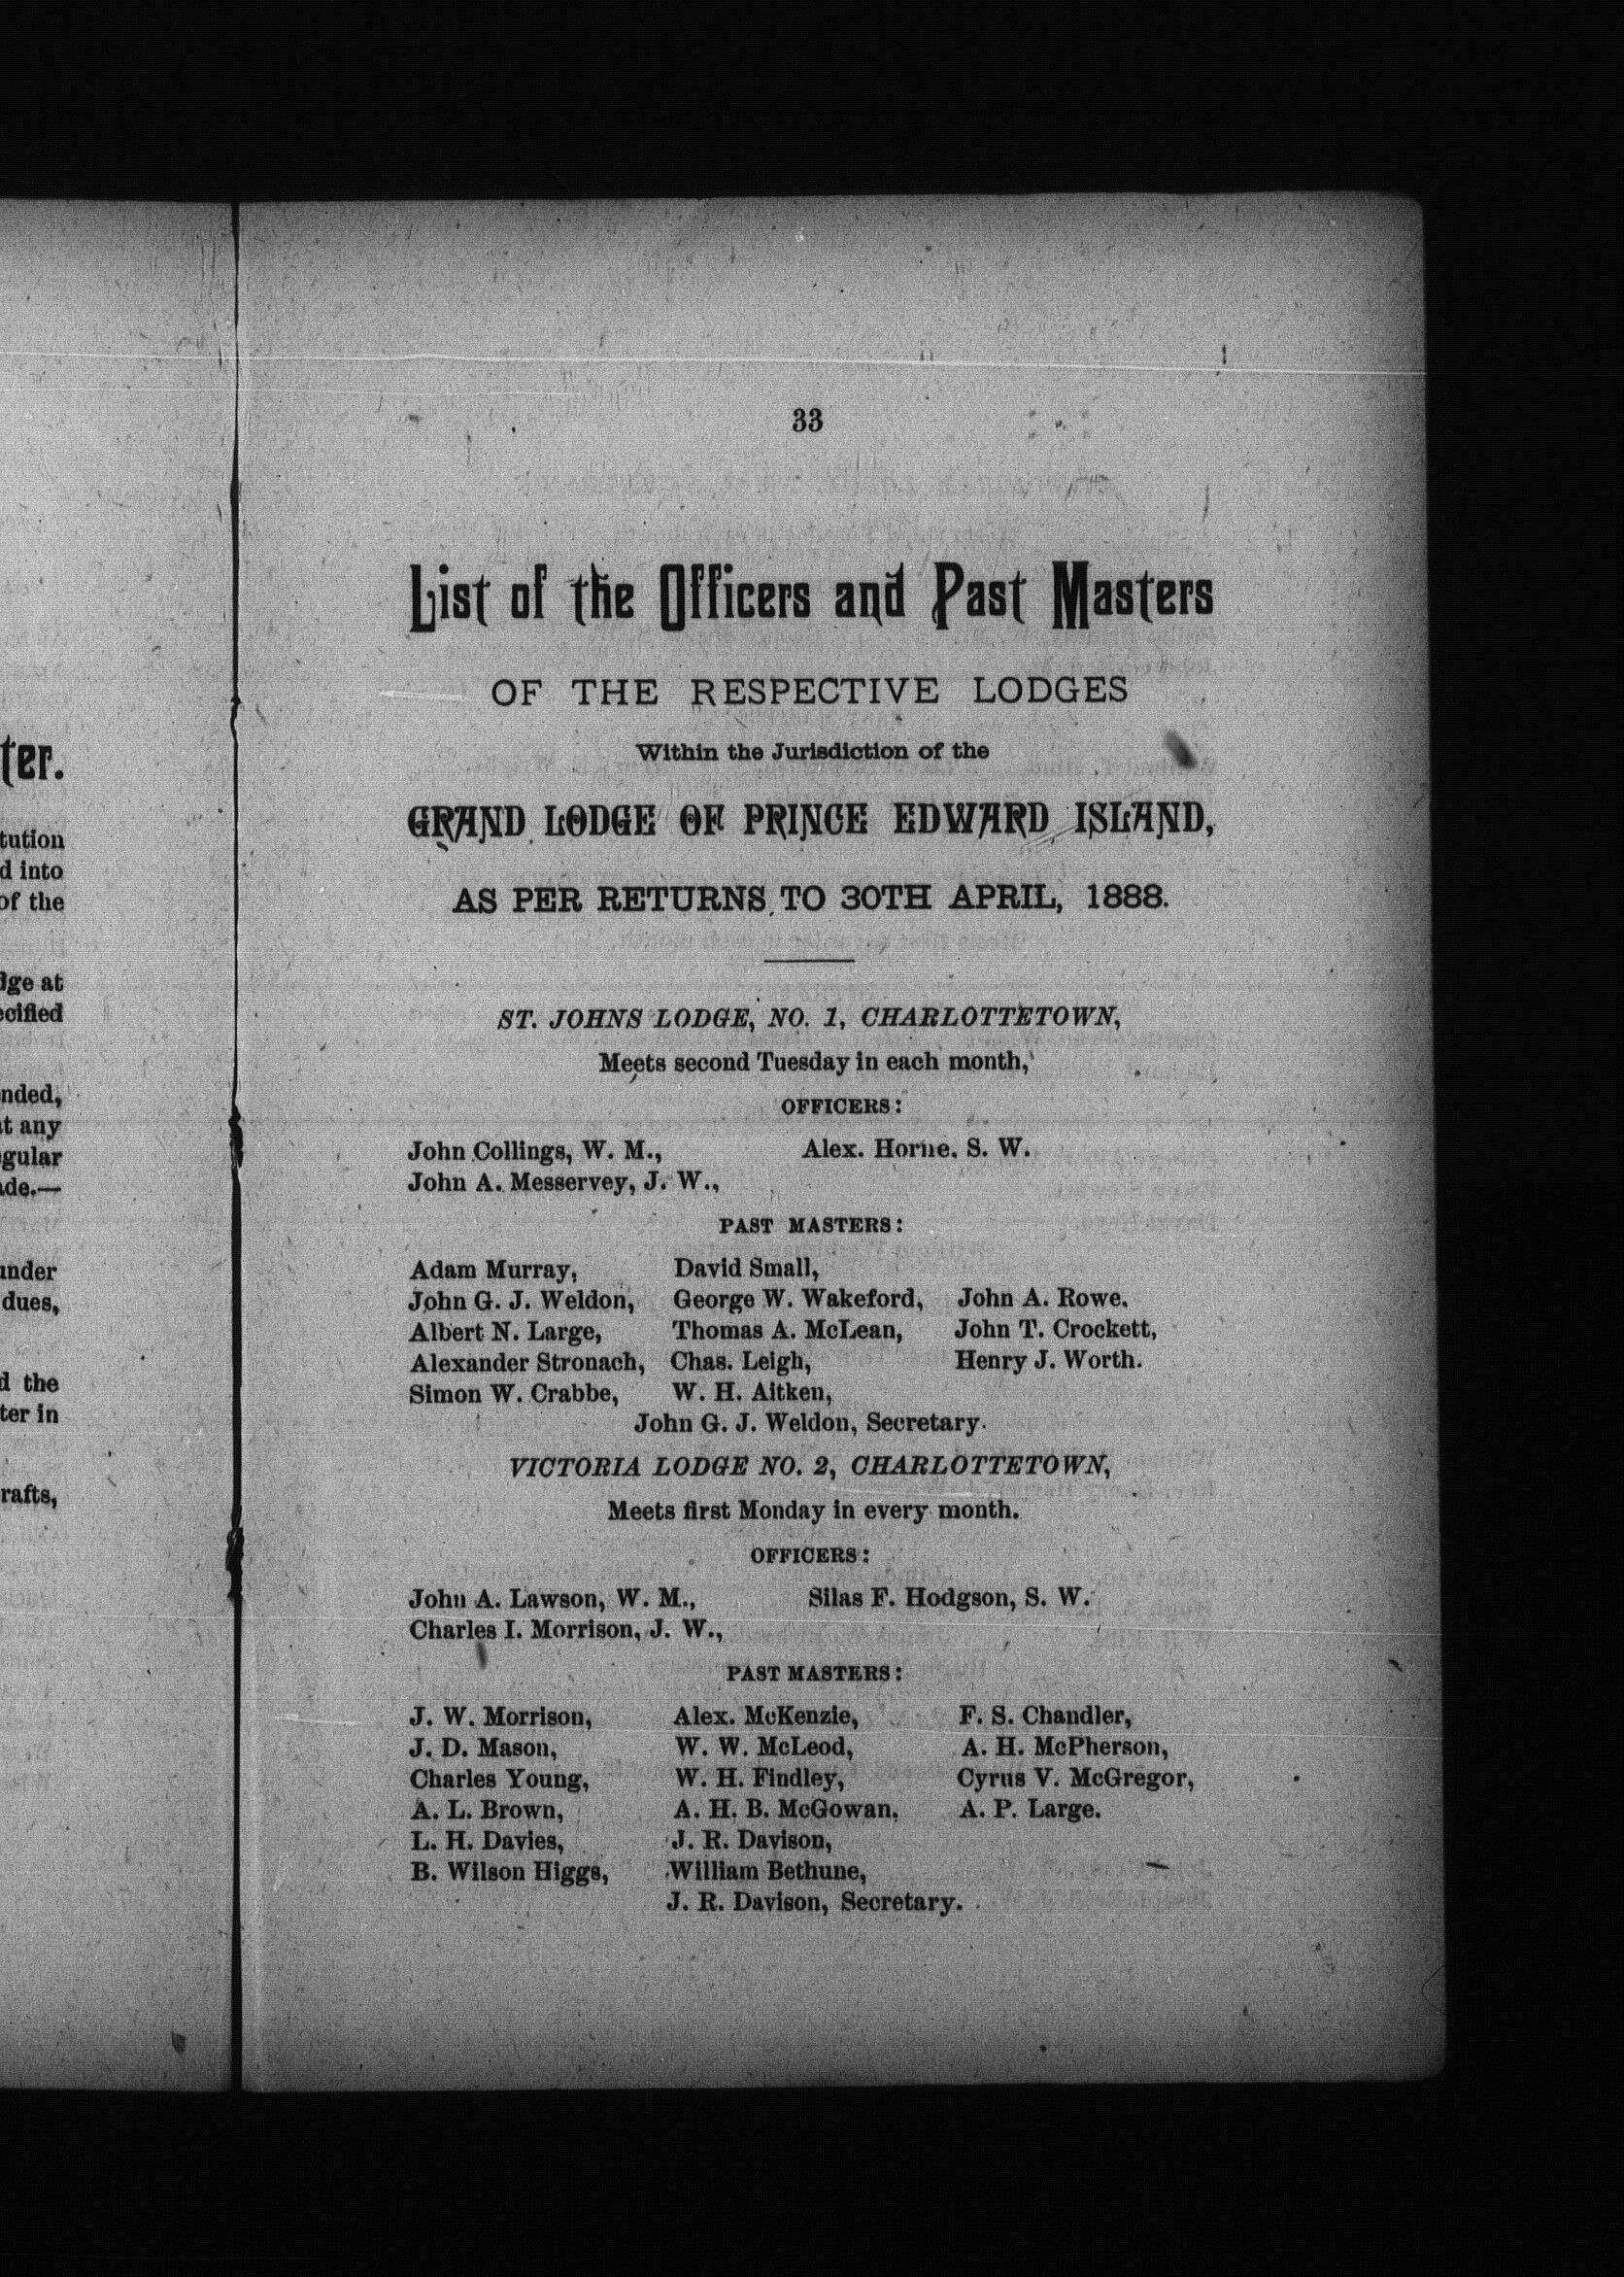 33
List of the Officers and Past Masters
OF THE RESPECTIVE LODGES
Within the Jurisdiction of the
GRAND LODGE OF PRINCE EDWARD ISLAND,
AS PER RETURNS TO 30TH APRIL, 1888.
ST. JOHNS LODGE, NO. 1, CHARLOTTETOWN,
Meets second Tuesday in each month,
OFFICERS:
John Collings, W. M., Alex. Horne. S. W.
John A. Messervey, J. W.,
PAST MASTERS:
Adam Murray, David Small,
John G. J. Weldon, George W. Wakeford, John A. Rowe.
Albert N. Large, Thomas A. McLean, John T. Crockett,
Alexander Stronach, Chas. Leigh, Henry J. Worth.
Simon W. Crabbe, W. H. Aitken,
John G. J. Weldon, Secretary.
VICTORIA LODGE NO. 2, CHARLOTTETOWN,
Meets first Monday in every month.
OFFICERS:
John A. Lawson, W. M., Silas F. Hodgson, S. W.
Charles I. Morrison, J. W.,
PAST MASTERS:
J. W. Morrison, Alex. McKenzie, F. S. Chandler,
J. D. Mason, W. W. McLeod, A. H. McPherson,
Charles Young, W. H. Findley, Cyrus V. McGregor,
A. L. Brown, A. H. B. McGowan. A. P. Large.
L. H. Davies, J. R. Davison,
B. Wilson Higgs, William Bethune,
J. R. Davison, Secretary.
ter.
tution
d into
of the
dge at
ecified
nded,
t any
gular
ade.—
under
dues,
d the
ter in
rafts,